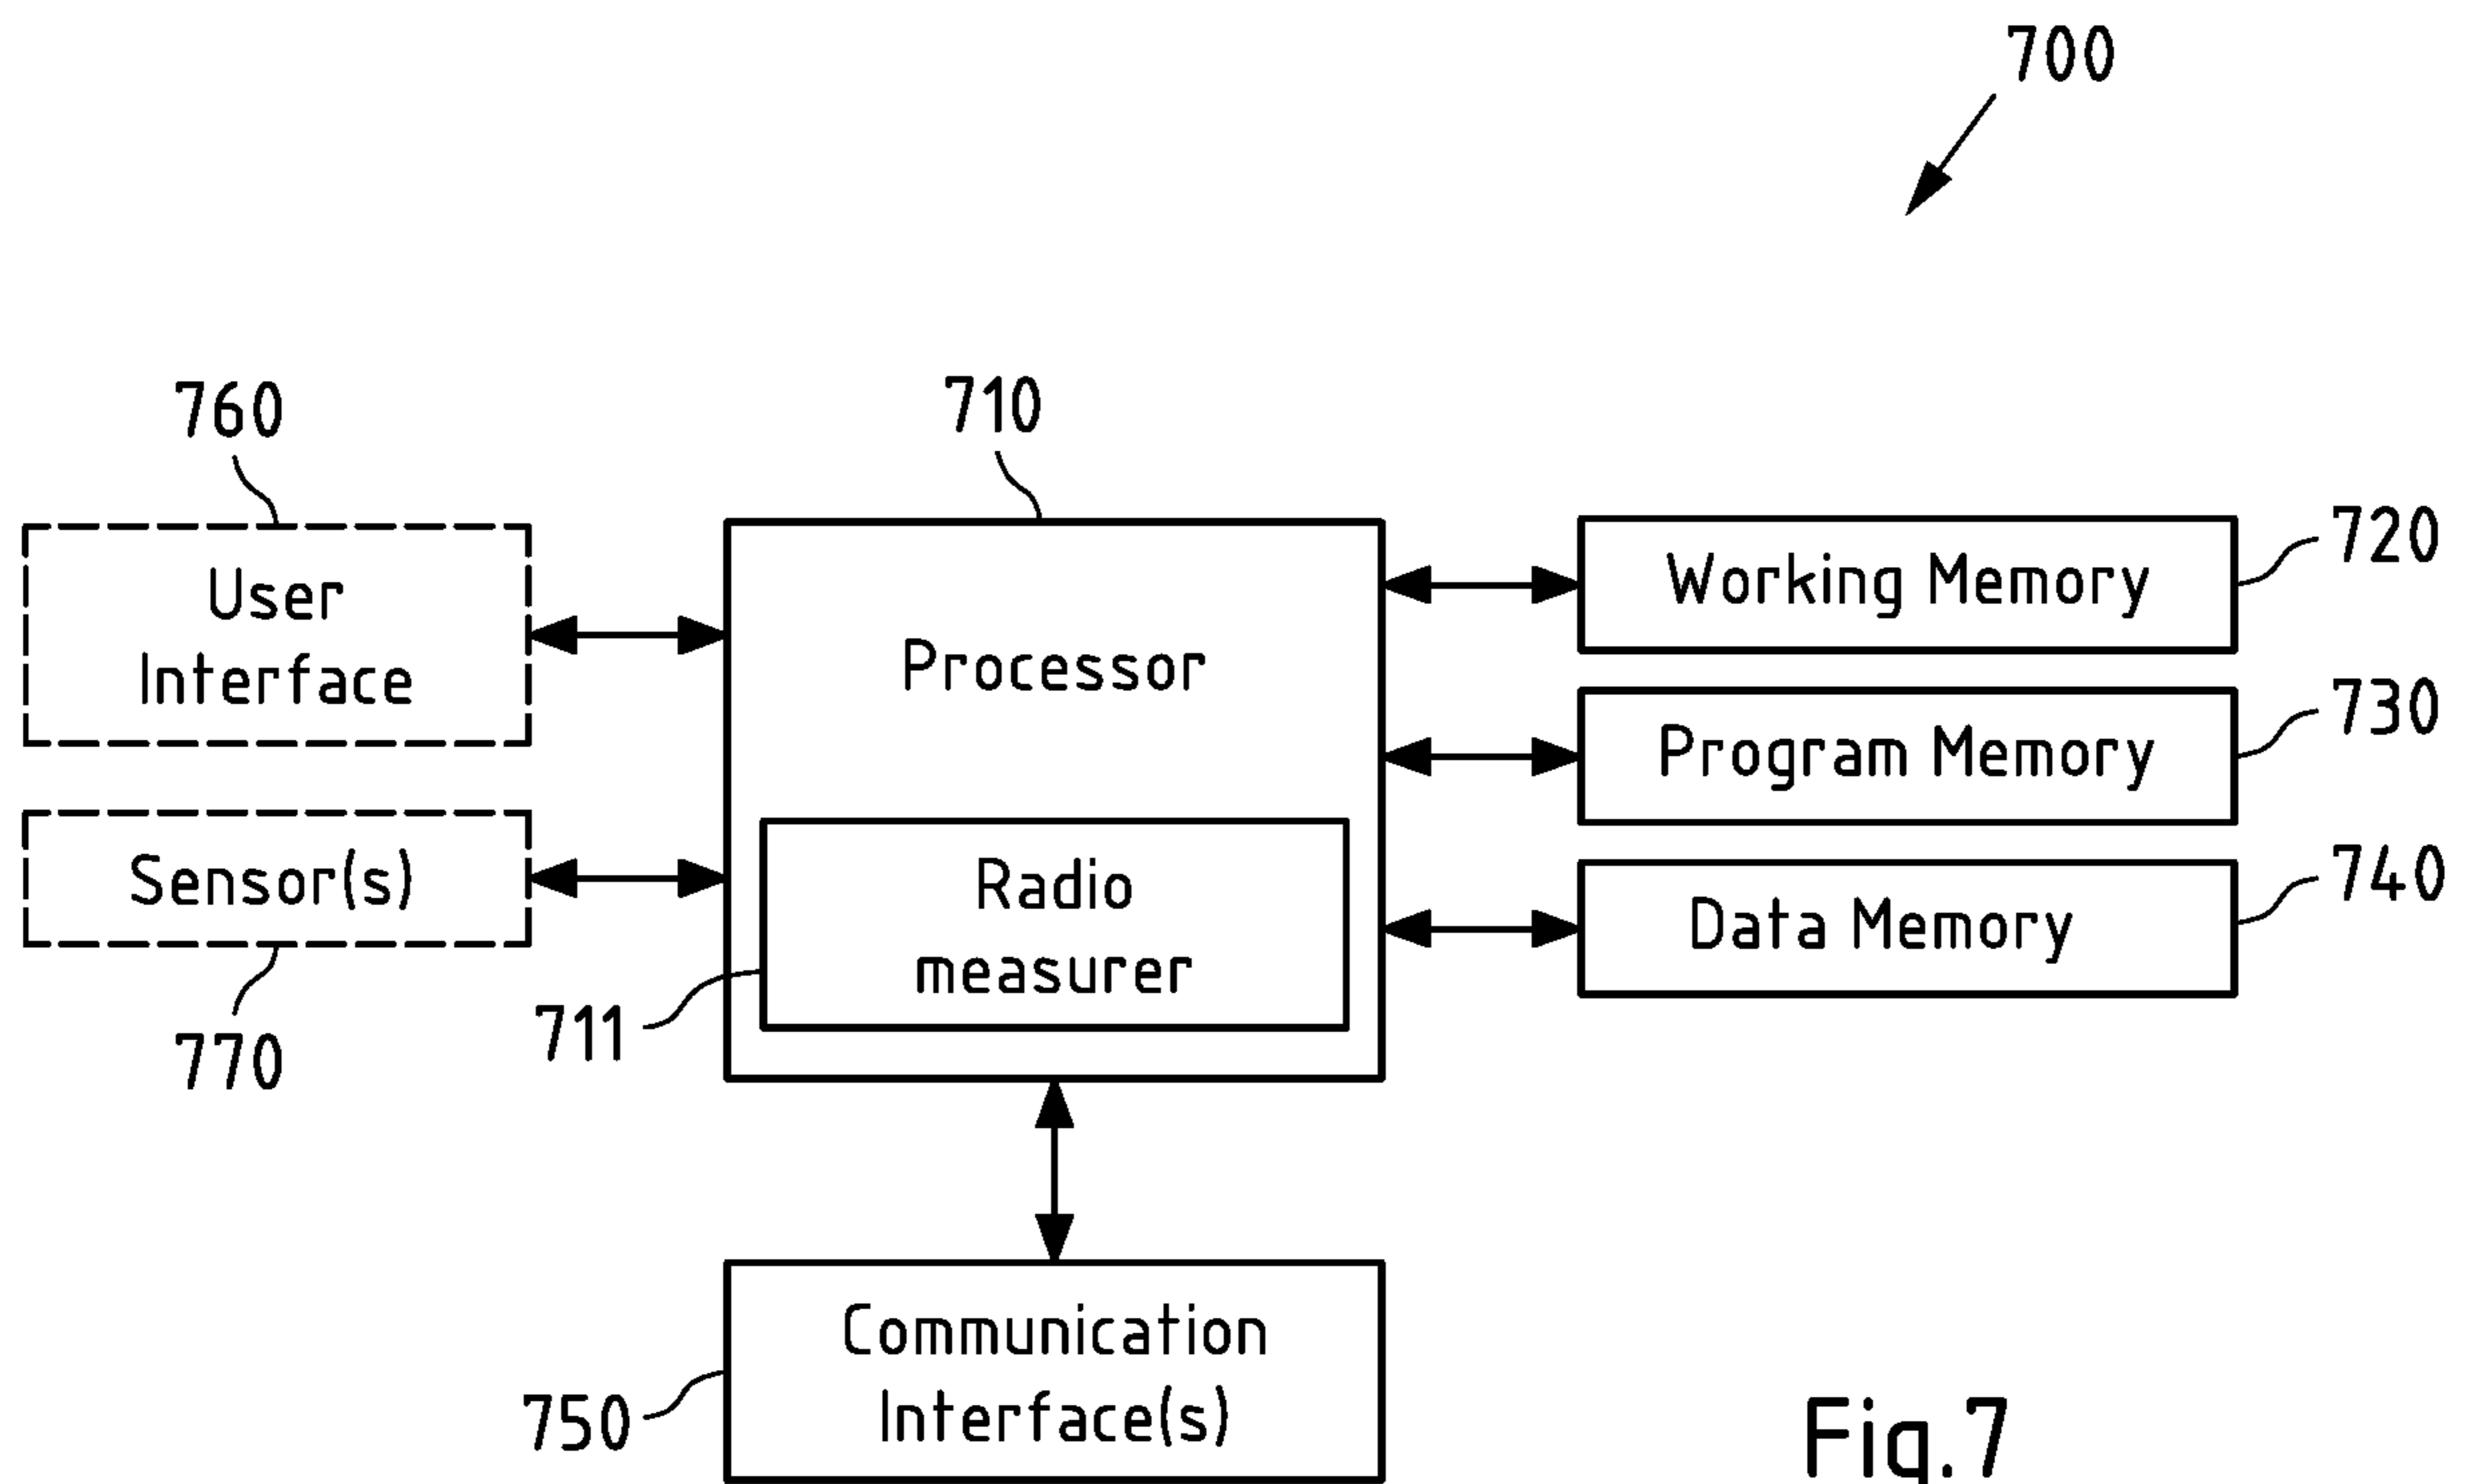 700
760
710
User
Interface
Processor
Working Memory
720
Program Memory
730
Sensor(s)
770
Radio
measurer
711
Data Memory
740
Communication
Interface(s)
750
Fig.7